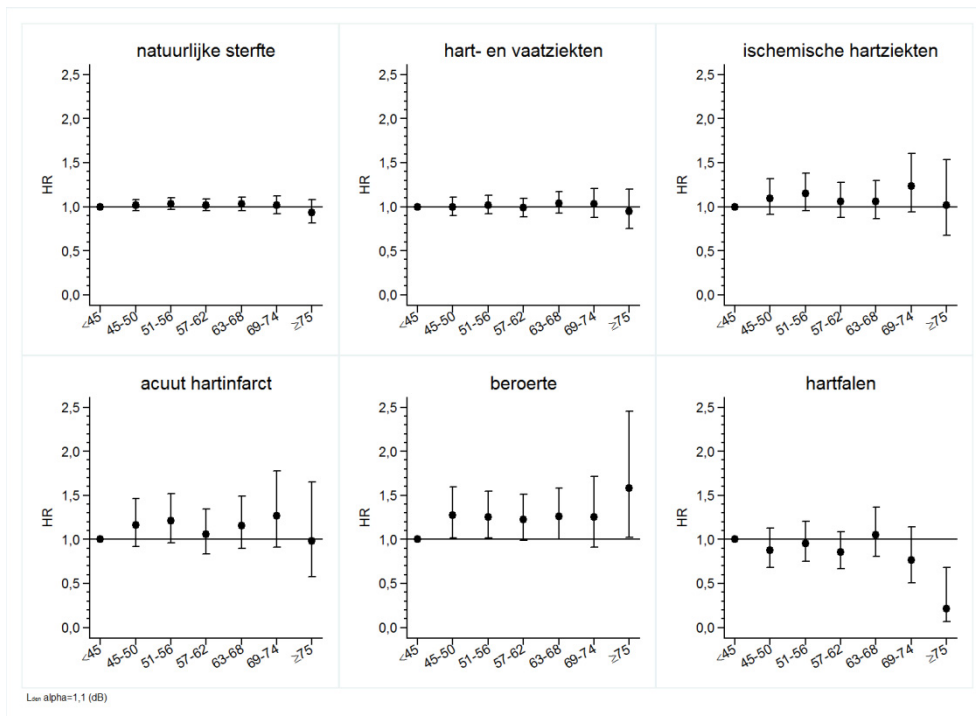 natuurlijke sterfte
HR
2,5
2,0
1,5
1,0
0,5
0,0
<45 45-50 51-56 57-62 63-68 69-74 ≥75
hart- en vaatziekten
HR
2,5
2,0
1,5
1,0
0,5
0,0
<45 45-50 51-56 57-62 63-68 69-74 ≥75
ischemische hartziekten
HR
2,5
2,0
1,5
1,0
0,5
0,0
<45 45-50 51-56 57-62 63-68 69-74 ≥75
acuut hartinfarct
HR
2,5
2,0
1,5
1,0
0,5
0,0
<45 45-50 51-56 57-62 63-68 69-74 ≥75
beroerte
HR
2,5
2,0
1,5
1,0
0,5
0,0
<45 45-50 51-56 57-62 63-68 69-74 ≥75
hartfalen
HR
2,5
2,0
1,5
1,0
0,5
0,0
<45 45-50 51-56 57-62 63-68 69-74 ≥75
Lden alpha=1,1 (dB)